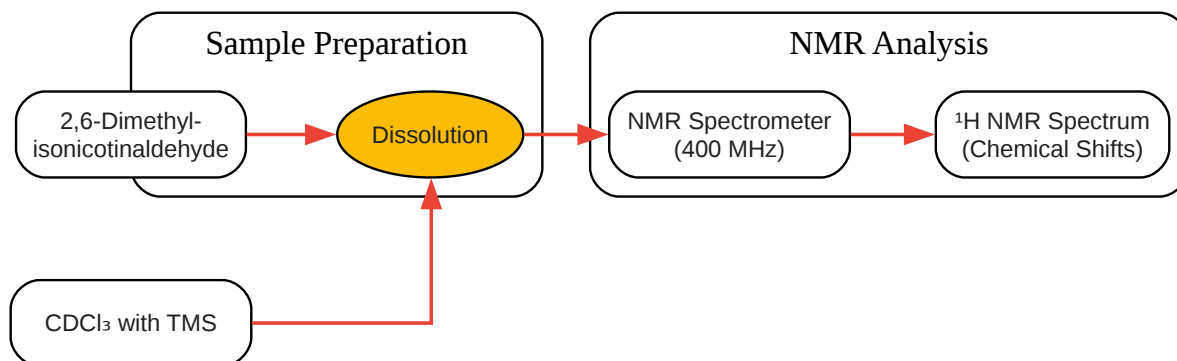 Sample Preparation
NMR Analysis
2,6-Dimethyl-
isonicotinaldehyde
Dissolution
NMR Spectrometer
(400 MHz)
¹H NMR Spectrum
(Chemical Shifts)
CDCl₃ with TMS